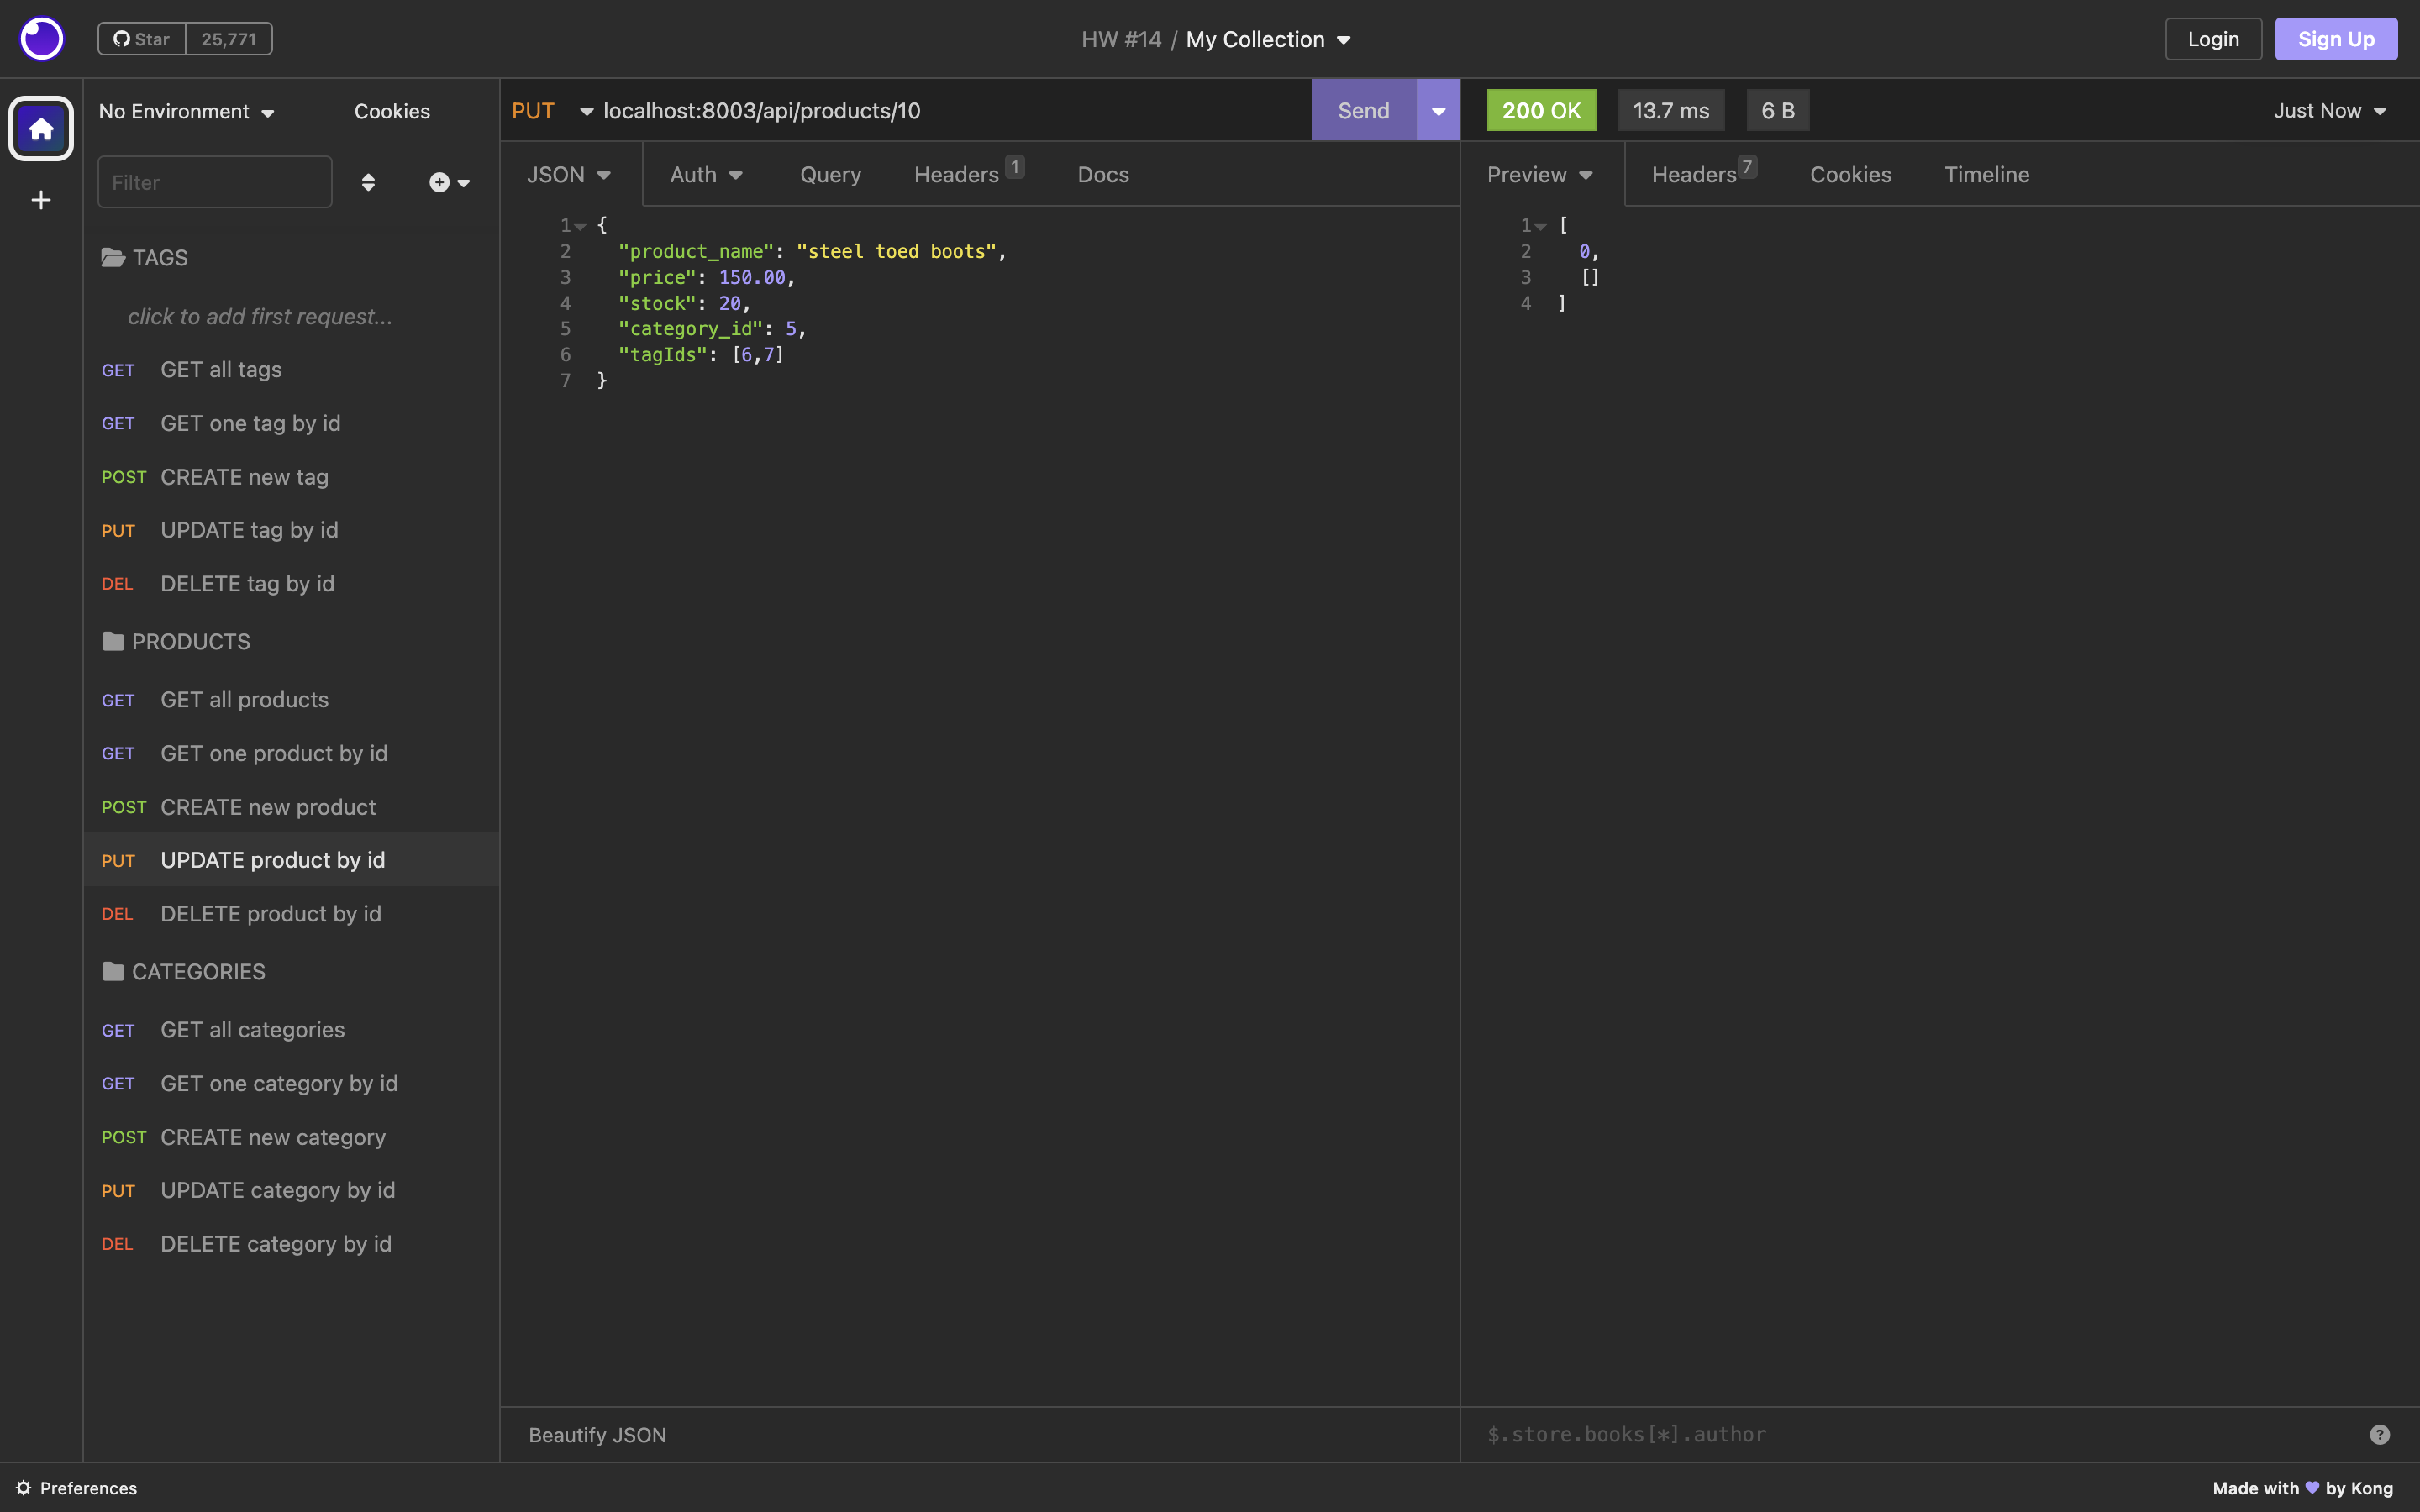 Star 25,771
HW #14 / My Collection
Login
Sign Up
No Environment
Cookies
Filter
TAGS
click to add first request...
GET GET all tags
GET GET one tag by id
POST CREATE new tag
PUT UPDATE tag by id
DEL DELETE tag by id
PRODUCTS
GET GET all products
GET GET one product by id
POST CREATE new product
PUT UPDATE product by id
DEL DELETE product by id
CATEGORIES
GET GET all categories
GET GET one category by id
POST CREATE new category
PUT UPDATE category by id
DEL DELETE category by id
PUT localhost:8003/api/products/10 Send
JSON Auth Query Headers 1 Docs
1 {
2 "product_name": "steel toed boots",
3 "price": 150.00,
4 "stock": 20,
5 "category_id": 5,
6 "tagIds": [6,7]
7 }
Beautify JSON
200 OK 13.7 ms 6 B Just Now
Preview Headers 7 Cookies Timeline
1 [
2 0,
3 []
4 ]
$.store.books[*].author
?
Preferences
Made with 💜 by Kong